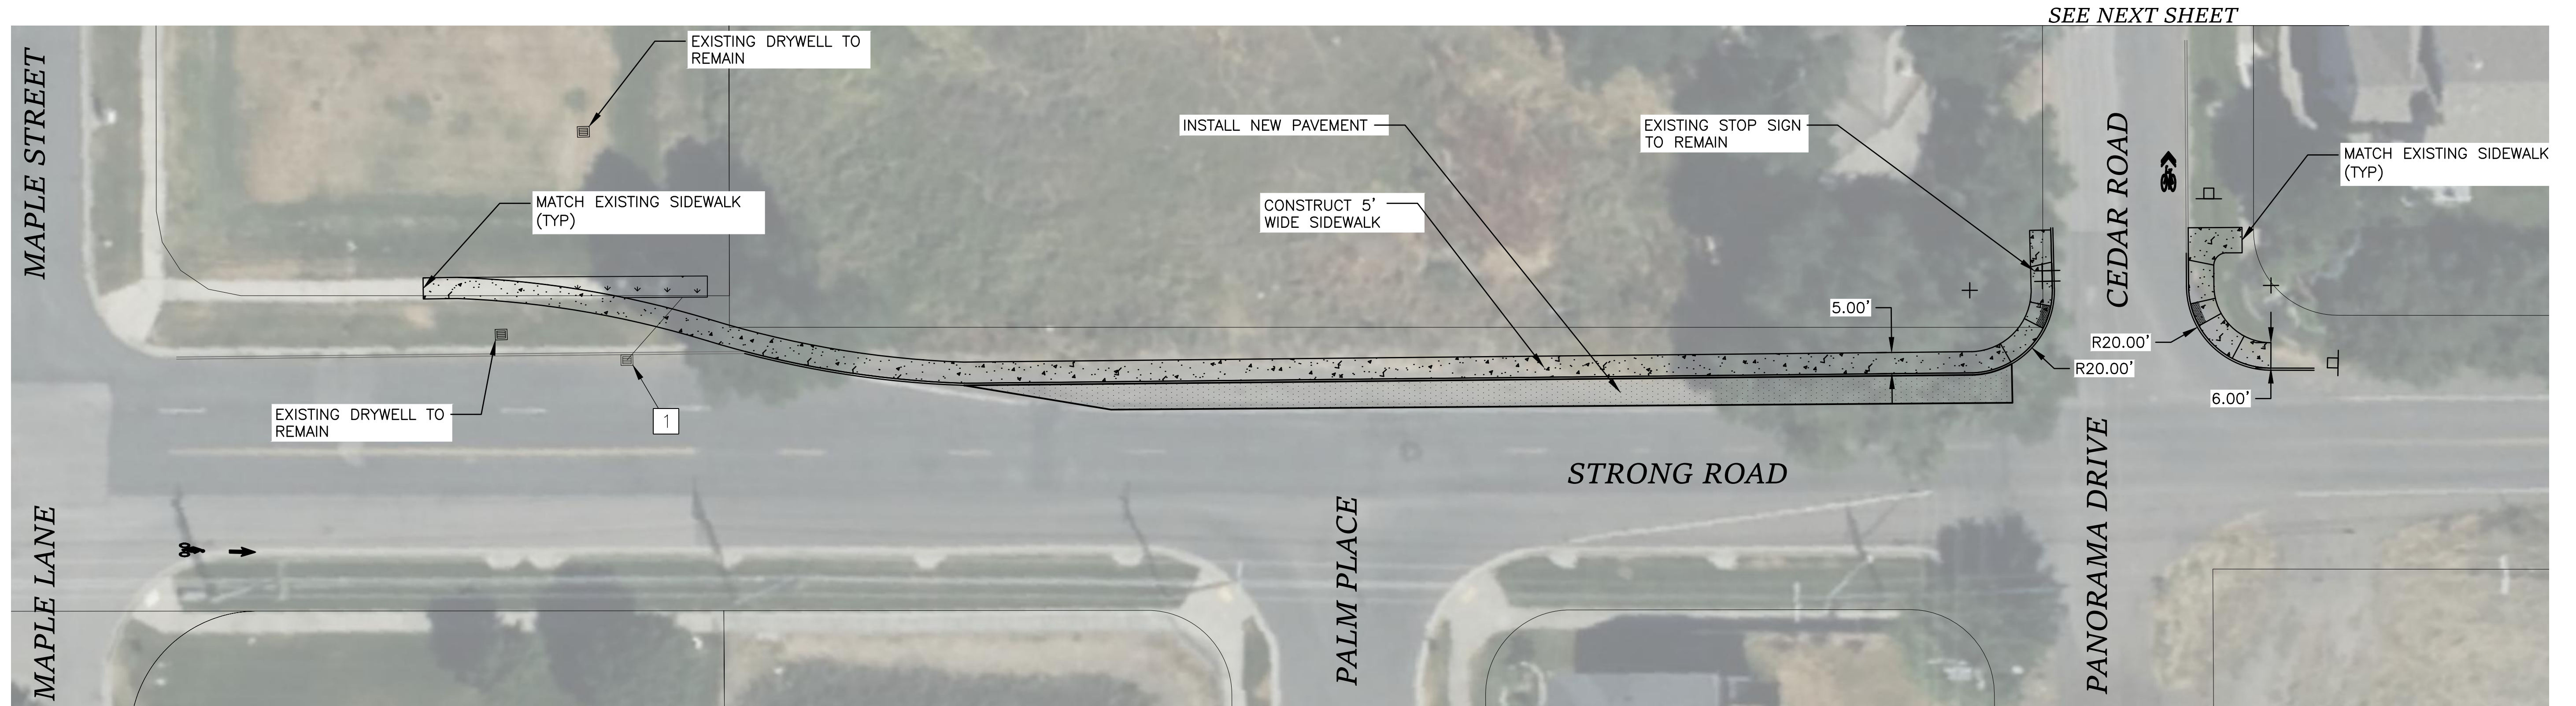 SEE NEXT SHEET
MAPLE STREET
EXISTING DRYWELL TO
REMAIN
INSTALL NEW PAVEMENT
EXISTING STOP SIGN
TO REMAIN
CEDAR ROAD
MATCH EXISTING SIDEWALK
(TYP)
MATCH EXISTING SIDEWALK
(TYP)
CONSTRUCT 5'
WIDE SIDEWALK
5.00'
R20.00'
R20.00'
6.00'
EXISTING DRYWELL TO
REMAIN
1
STRONG ROAD
MAPLE LANE
PALM PLACE
PANORAMA DRIVE